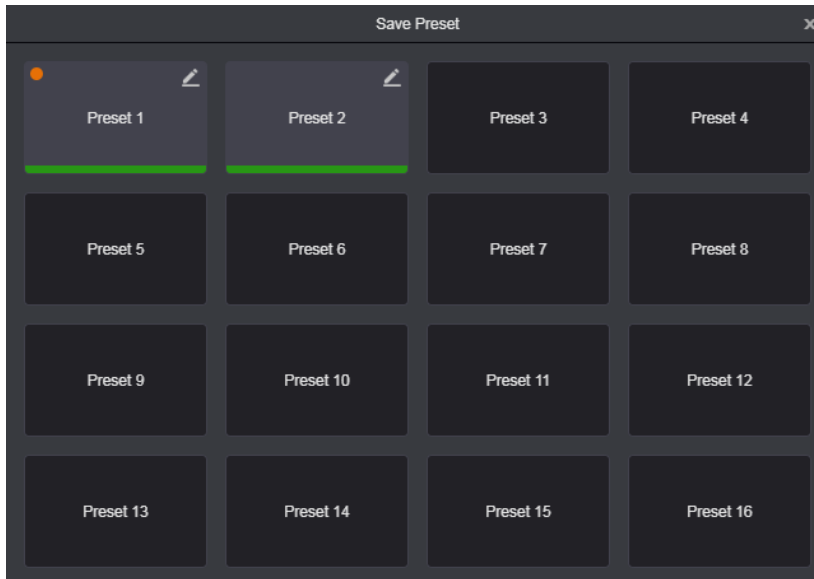 Save Preset x
Preset 1 Preset 2 Preset 3 Preset 4
Preset 5 Preset 6 Preset 7 Preset 8
Preset 9 Preset 10 Preset 11 Preset 12
Preset 13 Preset 14 Preset 15 Preset 16